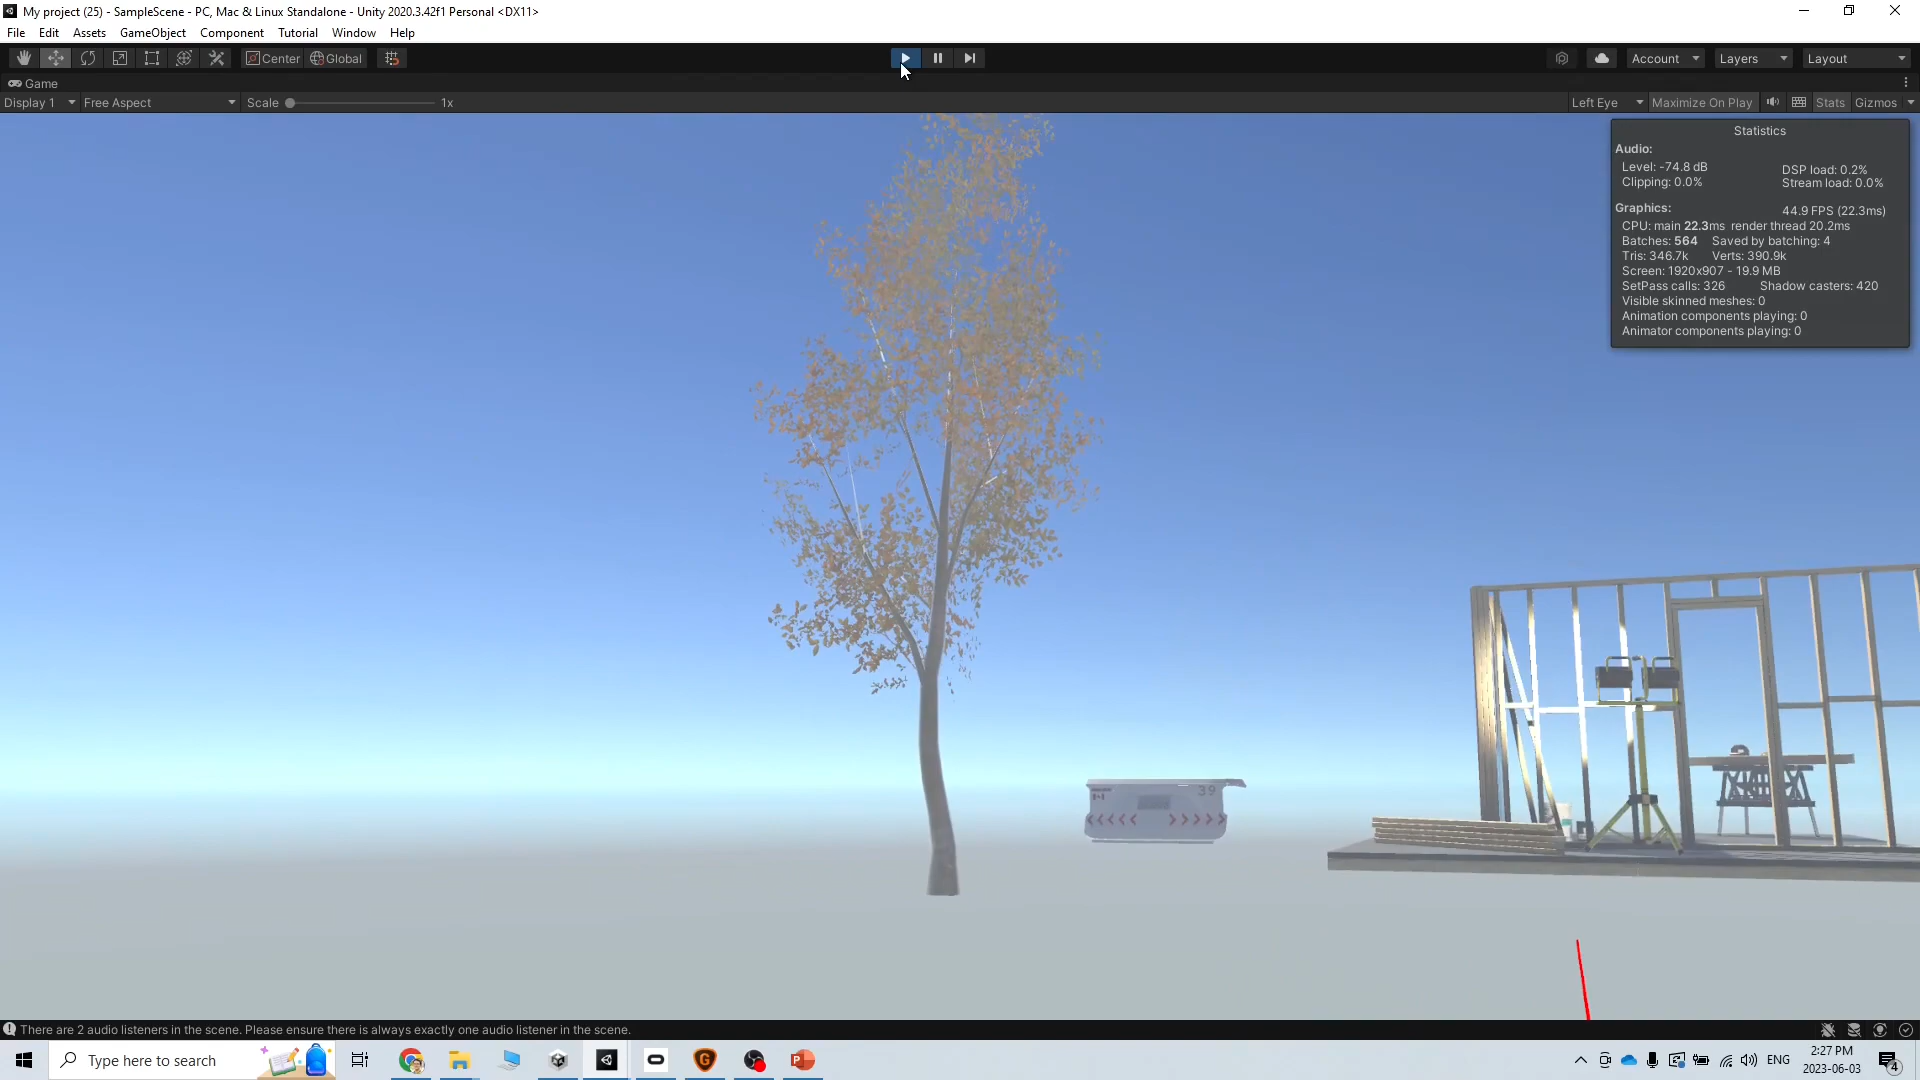 My project (25) - SampleScene - PC, Mac & Linux Standalone - Unity 2020.3.42f1 Personal <DX11>
File Edit Assets GameObject Component Tutorial Window Help
Center Global Account Layers Layout
Game
Display 1 Free Aspect Scale 1x Left Eye Maximize On Play Stats Gizmos
Statistics
Audio:
Level: -74.8 dB DSP load: 0.2%
Clipping: 0.0% Stream load: 0.0%
Graphics: 44.9 FPS (22.3ms)
CPU: main 22.3ms render thread 20.2ms
Batches: 564 Saved by batching: 4
Tris: 346.7k Verts: 390.9k
Screen: 1920x907 - 19.9 MB
SetPass calls: 326 Shadow casters: 420
Visible skinned meshes: 0
Animation components playing: 0
Animator components playing: 0
39
There are 2 audio listeners in the scene. Please ensure there is always exactly one audio listener in the scene.
Type here to search
ENG
2:27 PM
2023-06-03
4